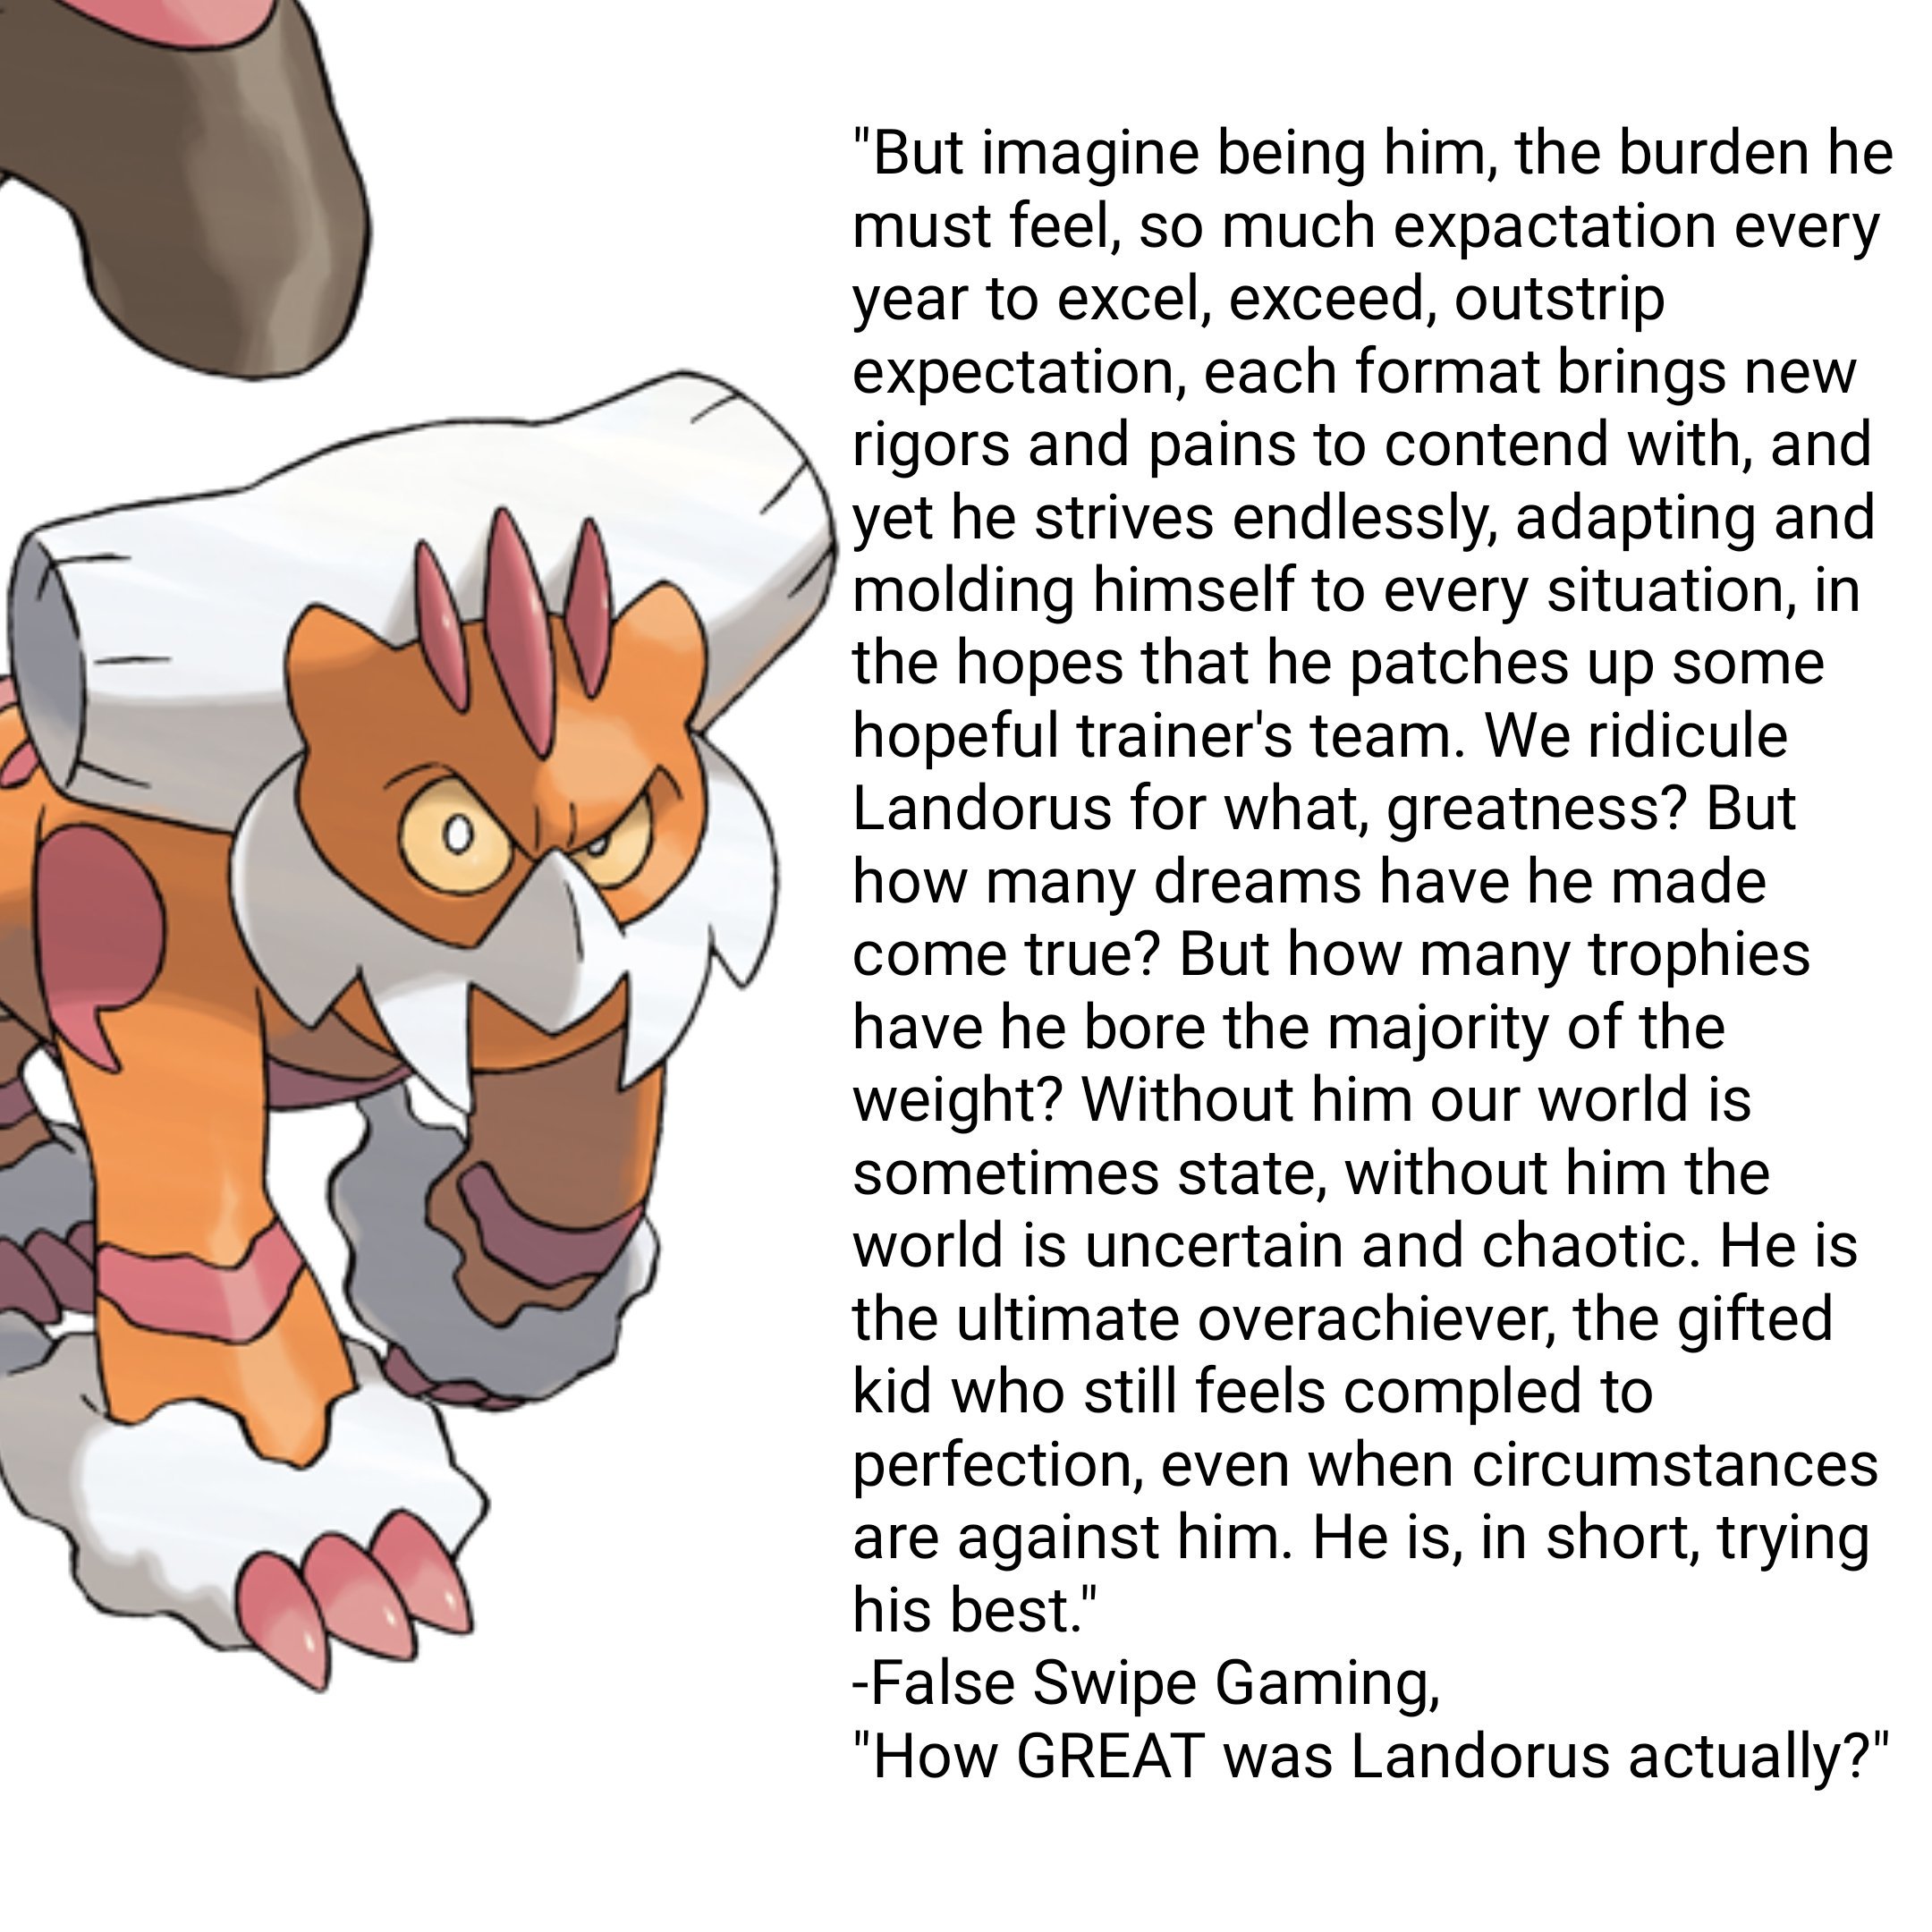 "But imagine being him, the burden he
must feel, so much expactation every
year to excel, exceed, outstrip
expectation, each format brings new
rigors and pains to contend with, and
yet he strives endlessly, adapting and
molding himself to every situation, in
the hopes that he patches up some
hopeful trainer's team. We ridicule
Landorus for what, greatness? But
how many dreams have he made
come true? But how many trophies
have he bore the majority of the
weight? Without him our world is
sometimes state, without him the
world is uncertain and chaotic. He is
the ultimate overachiever, the gifted
kid who still feels compled to
perfection, even when circumstances
are against him. He is, in short, trying
his best."
-False Swipe Gaming,
"How GREAT was Landorus actually?"